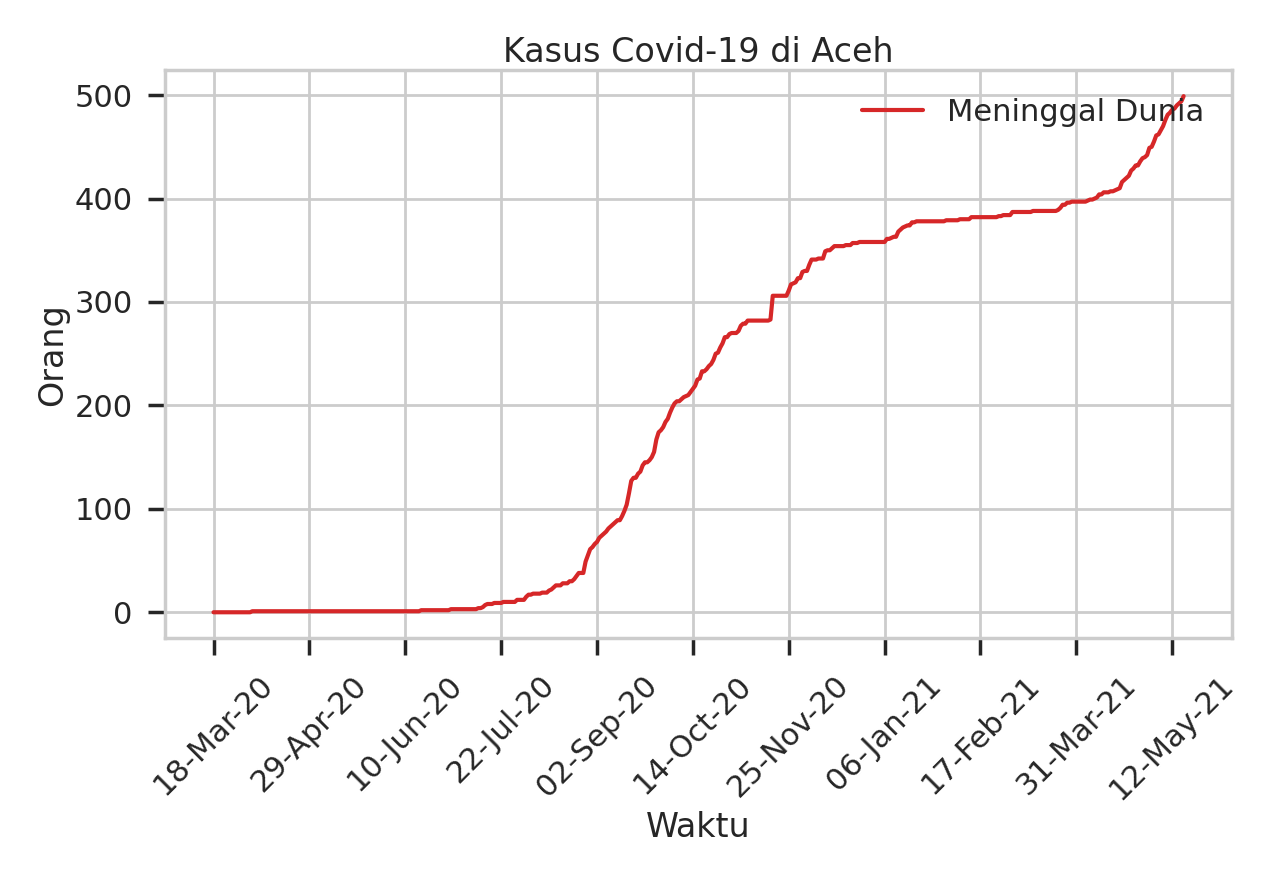 Kasus Covid-19 di Aceh
Meninggal Dunia
Orang
500
400
300
200
100
0
18-Mar-20
29-Apr-20
10-Jun-20
22-Jul-20
02-Sep-20
14-Oct-20
25-Nov-20
06-Jan-21
17-Feb-21
31-Mar-21
12-May-21
Waktu